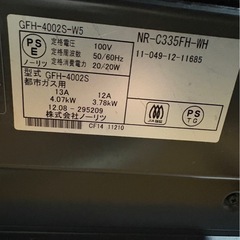 GFH-4002S-W5
NR-C335FH-WH
11-049-12-11685
PS
E
ノーリツ
定格電圧 100V
定格周波数 50/60Hz
定格消費電力 20/20W
型式 GFH-4002S
都市ガス用
13A 12A
4.07kW 3.78kW
12.08-295209
株式会社ノーリツ
CF14 11210
PS
TG